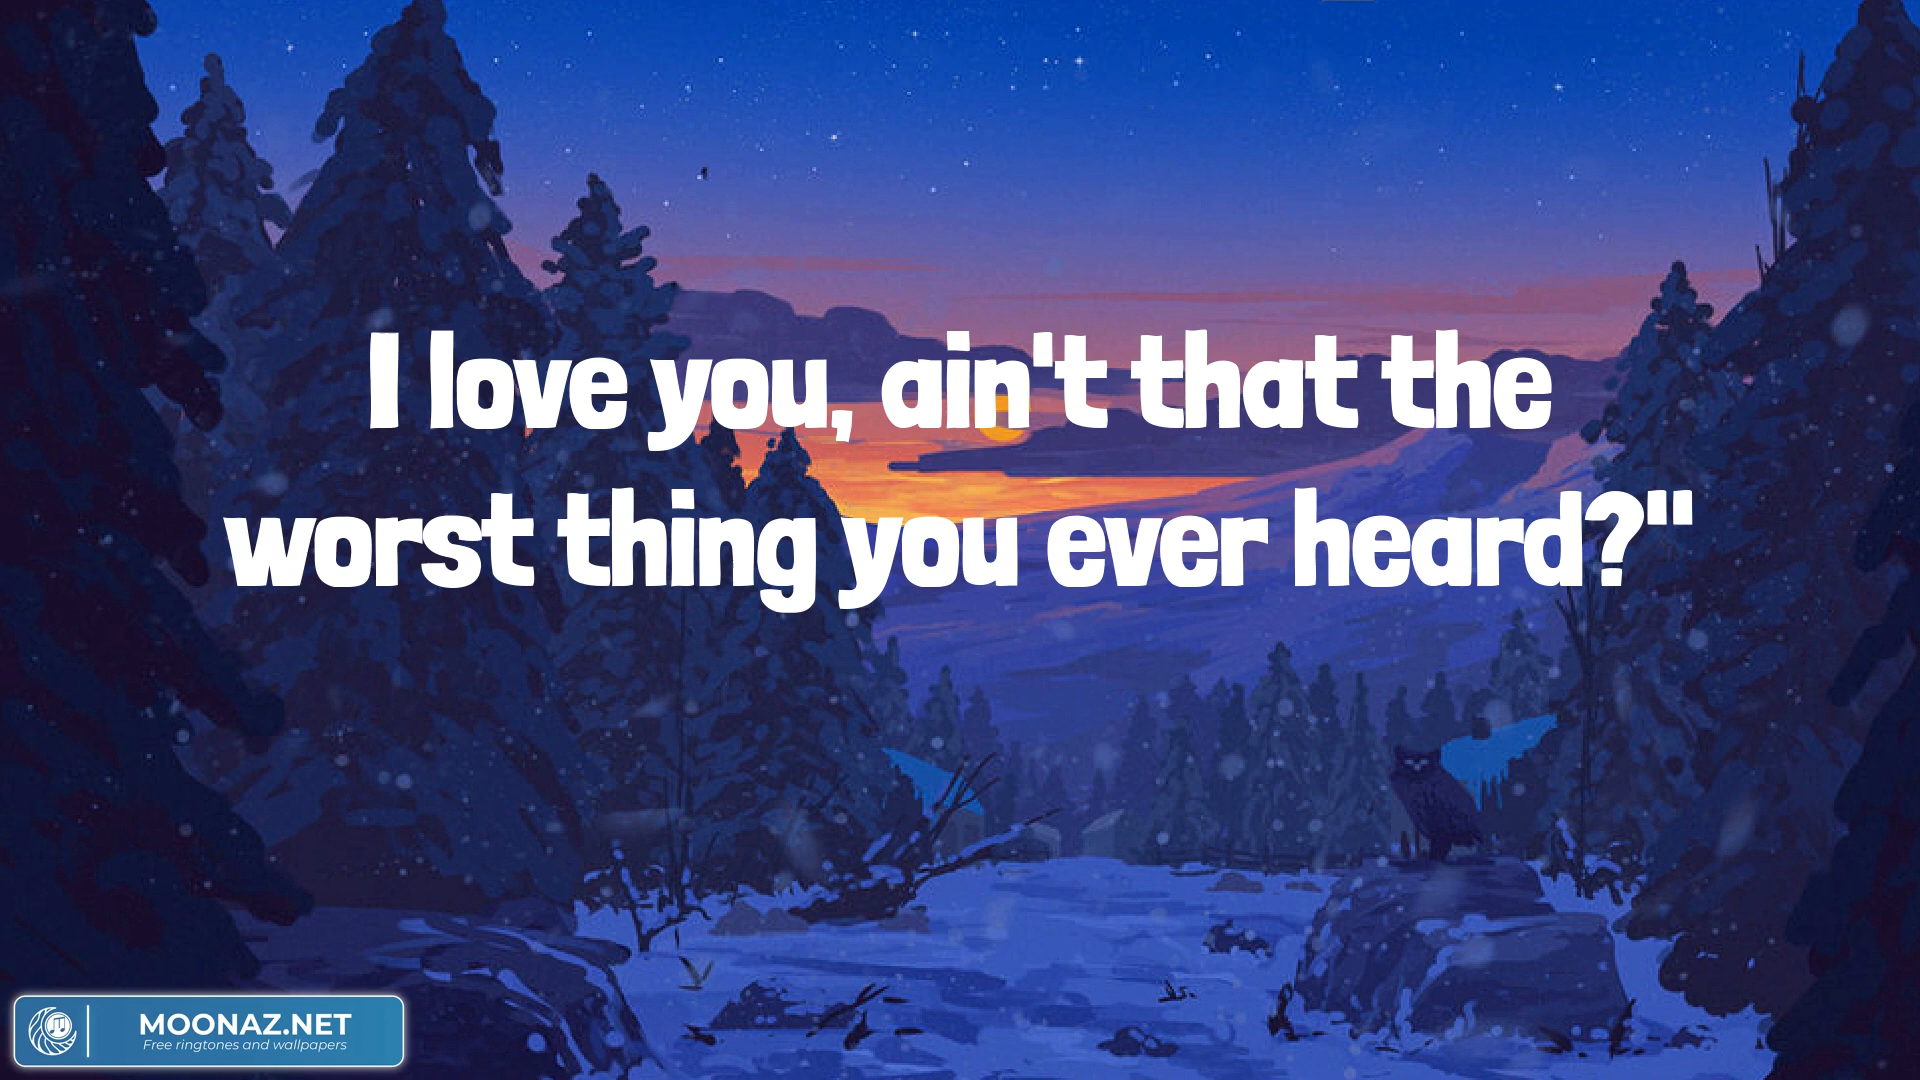 I love you, ain't that the
worst thing you ever heard?"
MOONAZ.NET
Free ringtones and wallpapers